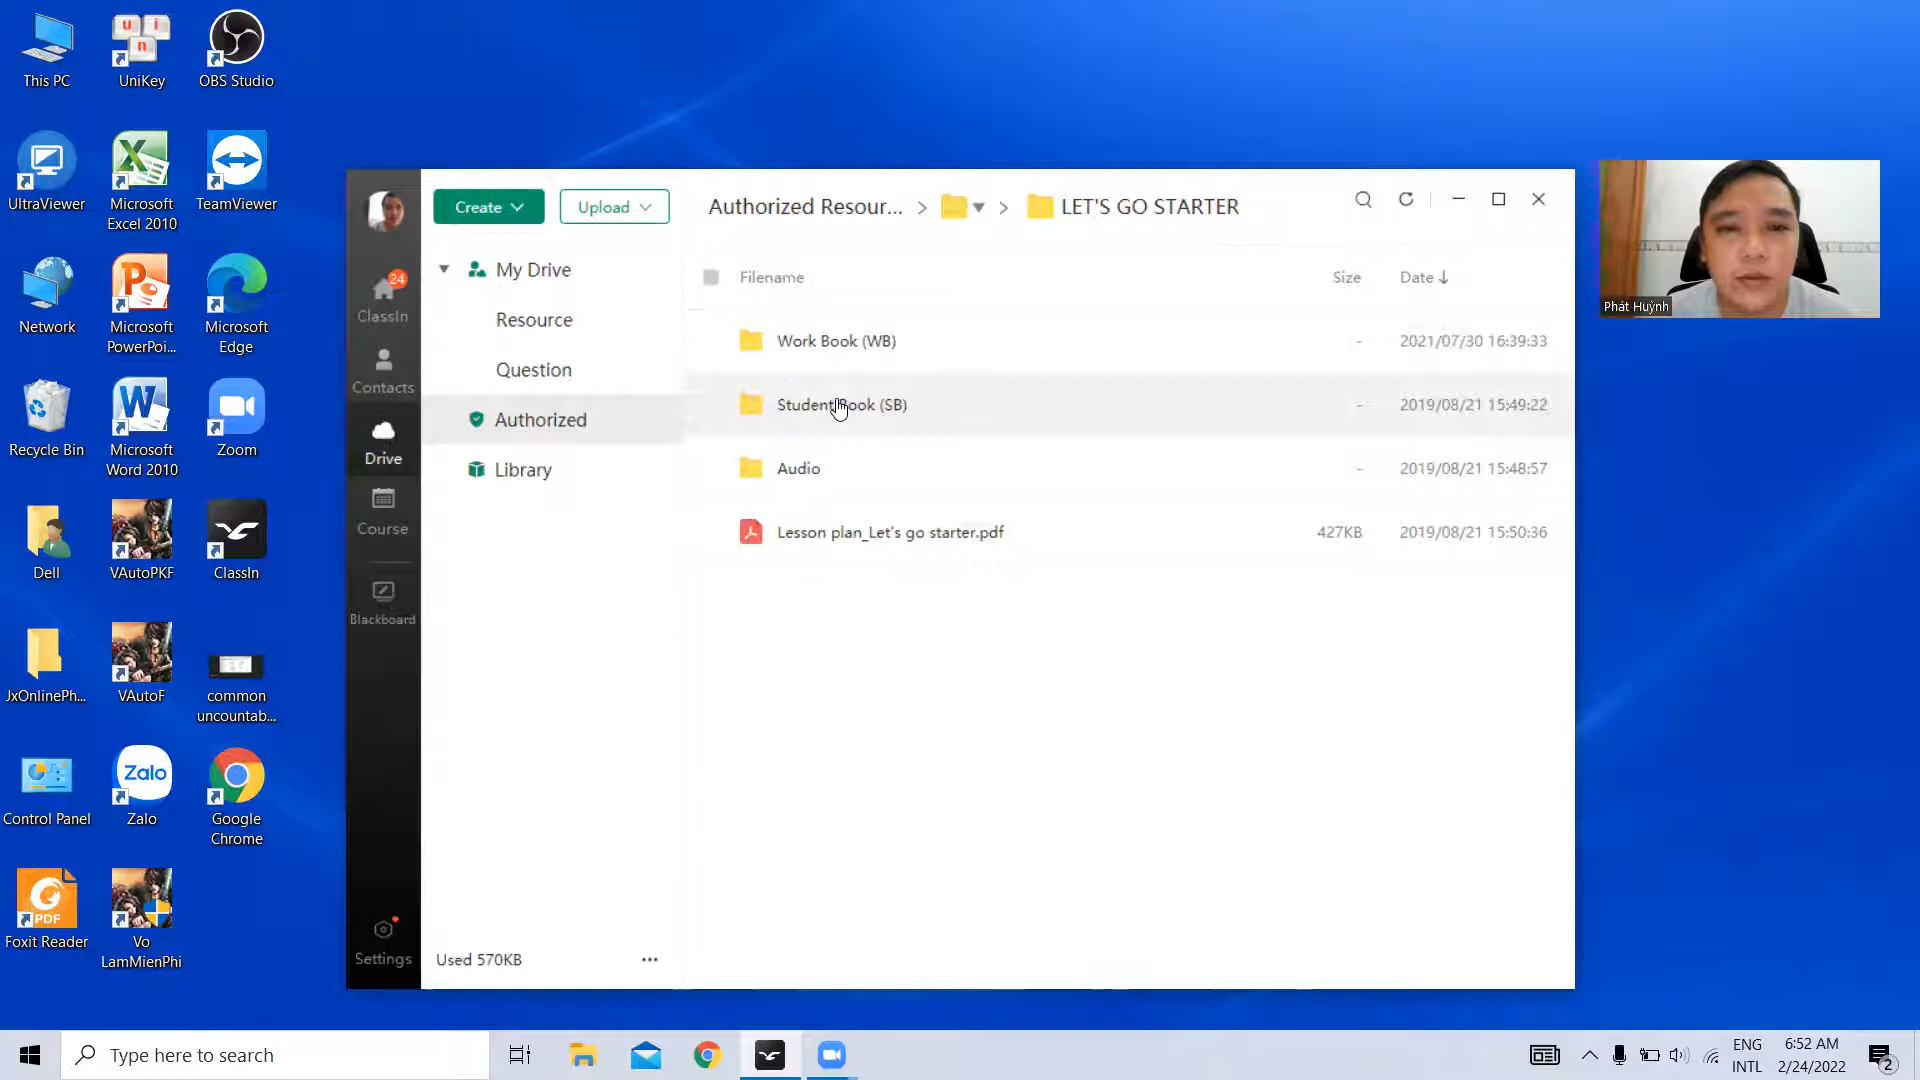 This PC
UniKey
OBS Studio
UltraViewer
Microsoft
Excel 2010
TeamViewer
Network
Microsoft
PowerPoi...
Microsoft
Edge
Recycle Bin
Microsoft
Word 2010
Zoom
Dell
VAutoPKF
ClassIn
JxOnlinePh...
VAutoF
common
uncountab...
Control Panel
Zalo
Zalo
Google
Chrome
PDF
Foxit Reader
Vo
LamMienPhi
24
ClassIn
Contacts
Drive
Course
Blackboard
Settings
Create
Upload
My Drive
Resource
Question
Authorized
Library
Used 570KB
Authorized Resour...
LET'S GO STARTER
Filename
Size
Date
Work Book (WB)
-
2021/07/30 16:39:33
Student Book (SB)
-
2019/08/21 15:49:22
Audio
-
2019/08/21 15:48:57
Lesson plan_Let's go starter.pdf
427KB
2019/08/21 15:50:36
Phát Huỳnh
Type here to search
ENG
INTL
6:52 AM
2/24/2022
2